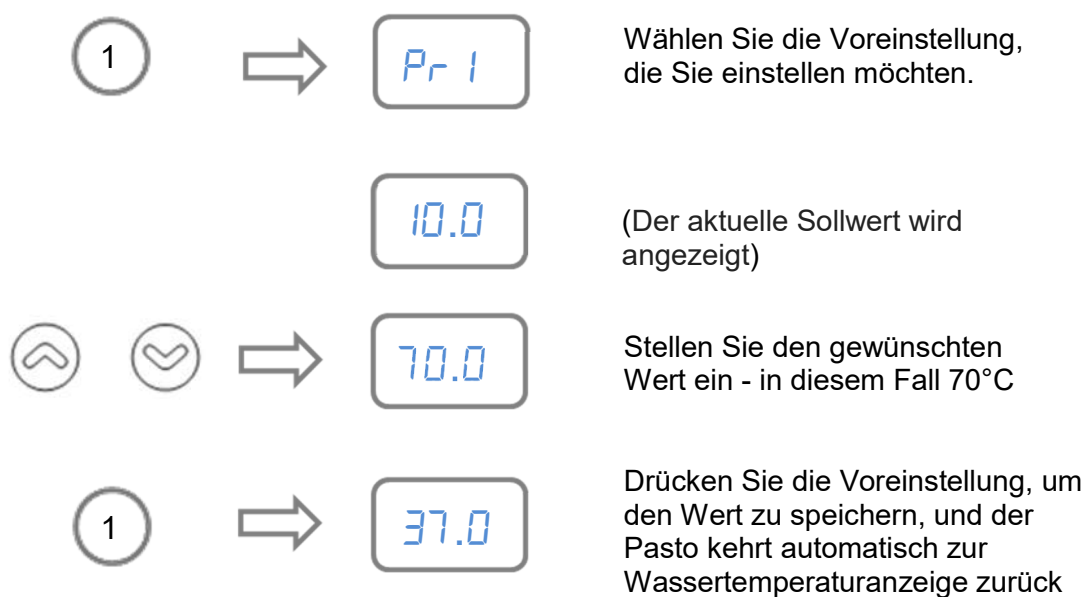 1
Pr 1
Wählen Sie die Voreinstellung,
die Sie einstellen möchten.
10.0
(Der aktuelle Sollwert wird
angezeigt)
70.0
Stellen Sie den gewünschten
Wert ein - in diesem Fall 70°C
1
37.0
Drücken Sie die Voreinstellung, um
den Wert zu speichern, und der
Pasto kehrt automatisch zur
Wassertemperaturanzeige zurück